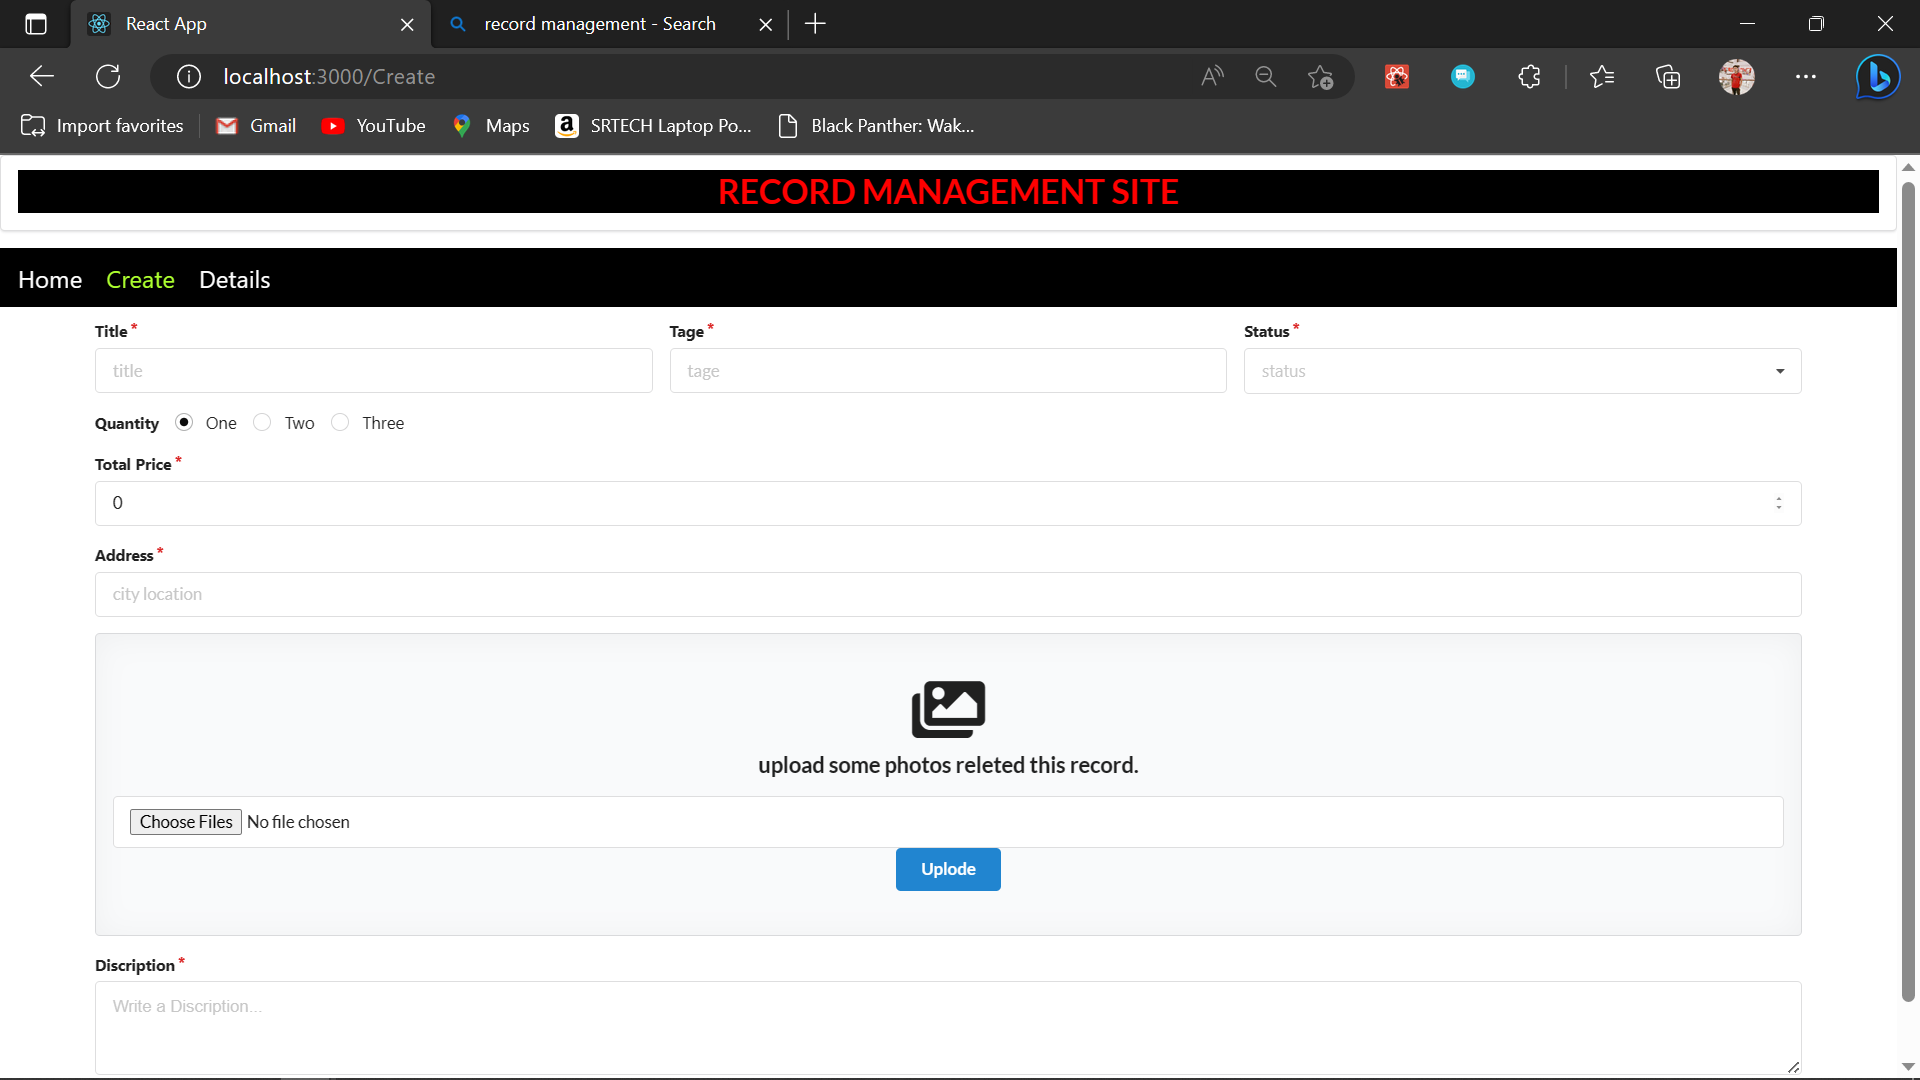 React App
record management - Search
localhost:3000/Create
Import favorites
Gmail
YouTube
Maps
SRTECH Laptop Po...
Black Panther: Wak...
RECORD MANAGEMENT SITE
Home Create Details
Title* Tage* Status*
title tage status
Quantity One Two Three
Total Price*
0
Address*
city location
upload some photos releted this record.
Choose Files No file chosen
Uplode
Discription*
Write a Discription...